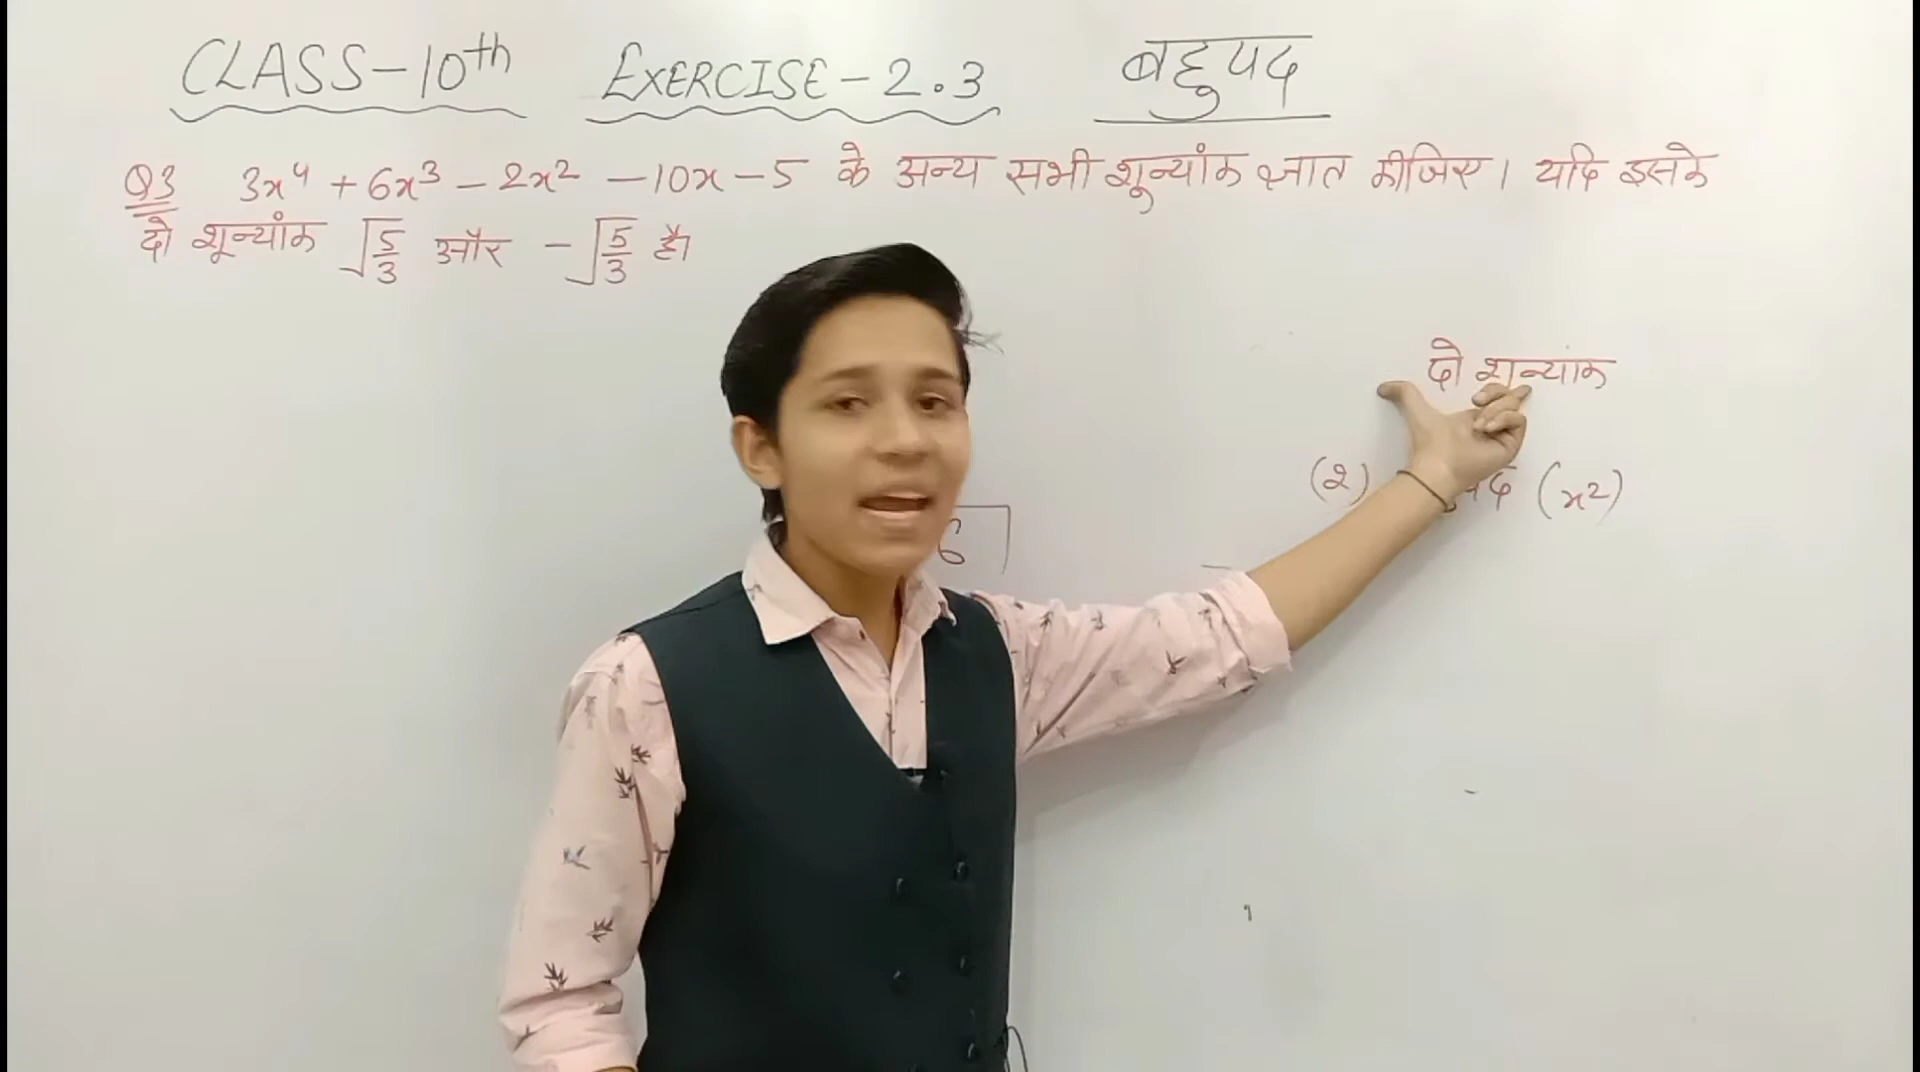 CLASS-10th EXERCISE-2.3 बहुपद
Q3 3x⁴ + 6x³ - 2x² - 10x - 5 के अन्य सभी शून्यांक ज्ञात कीजिए। यदि इसके
दो शून्यांक √5/3 और -√5/3 है।
दो शून्यांक
(2) (x²)
6